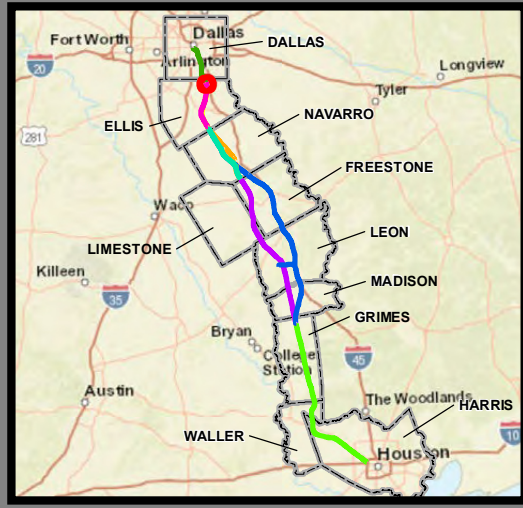 Dallas
DALLAS
Fort Worth
Arlington
Longview
20
Tyler
ELLIS
NAVARRO
281
FREESTONE
Waco
LEON
LIMESTONE
Killeen
MADISON
35
GRIMES
Bryan
College
Station
45
Austin
The Woodlands
HARRIS
WALLER
10
Houston